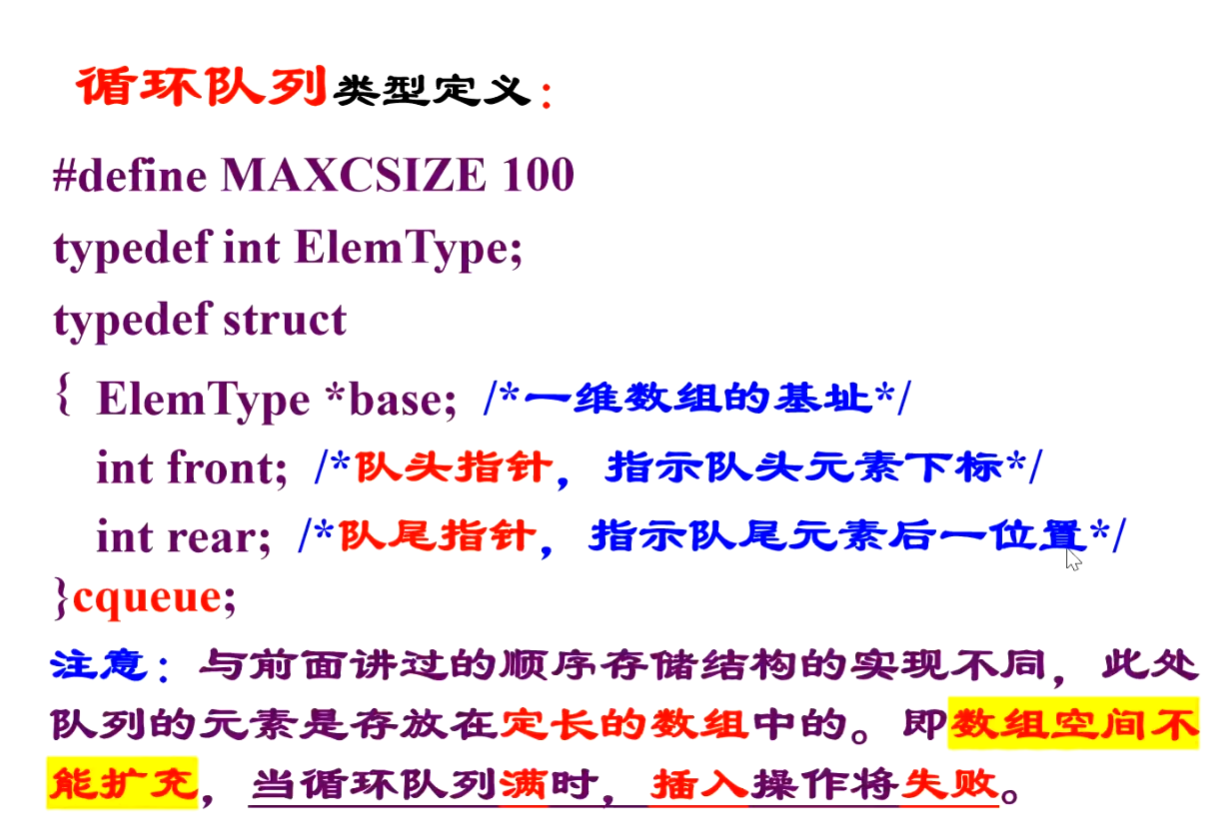 循环队列类型定义：
#define MAXCSIZE 100
typedef int ElemType;
typedef struct
{ ElemType *base; /*一维数组的基址*/
int front; /*队头指针，指示队头元素下标*/
int rear; /*队尾指针，指示队尾元素后一位置*/
}cqueue;
注意：与前面讲过的顺序存储结构的实现不同，此处
队列的元素是存放在定长的数组中的。即数组空间不
能扩充，当循环队列满时，插入操作将失败。